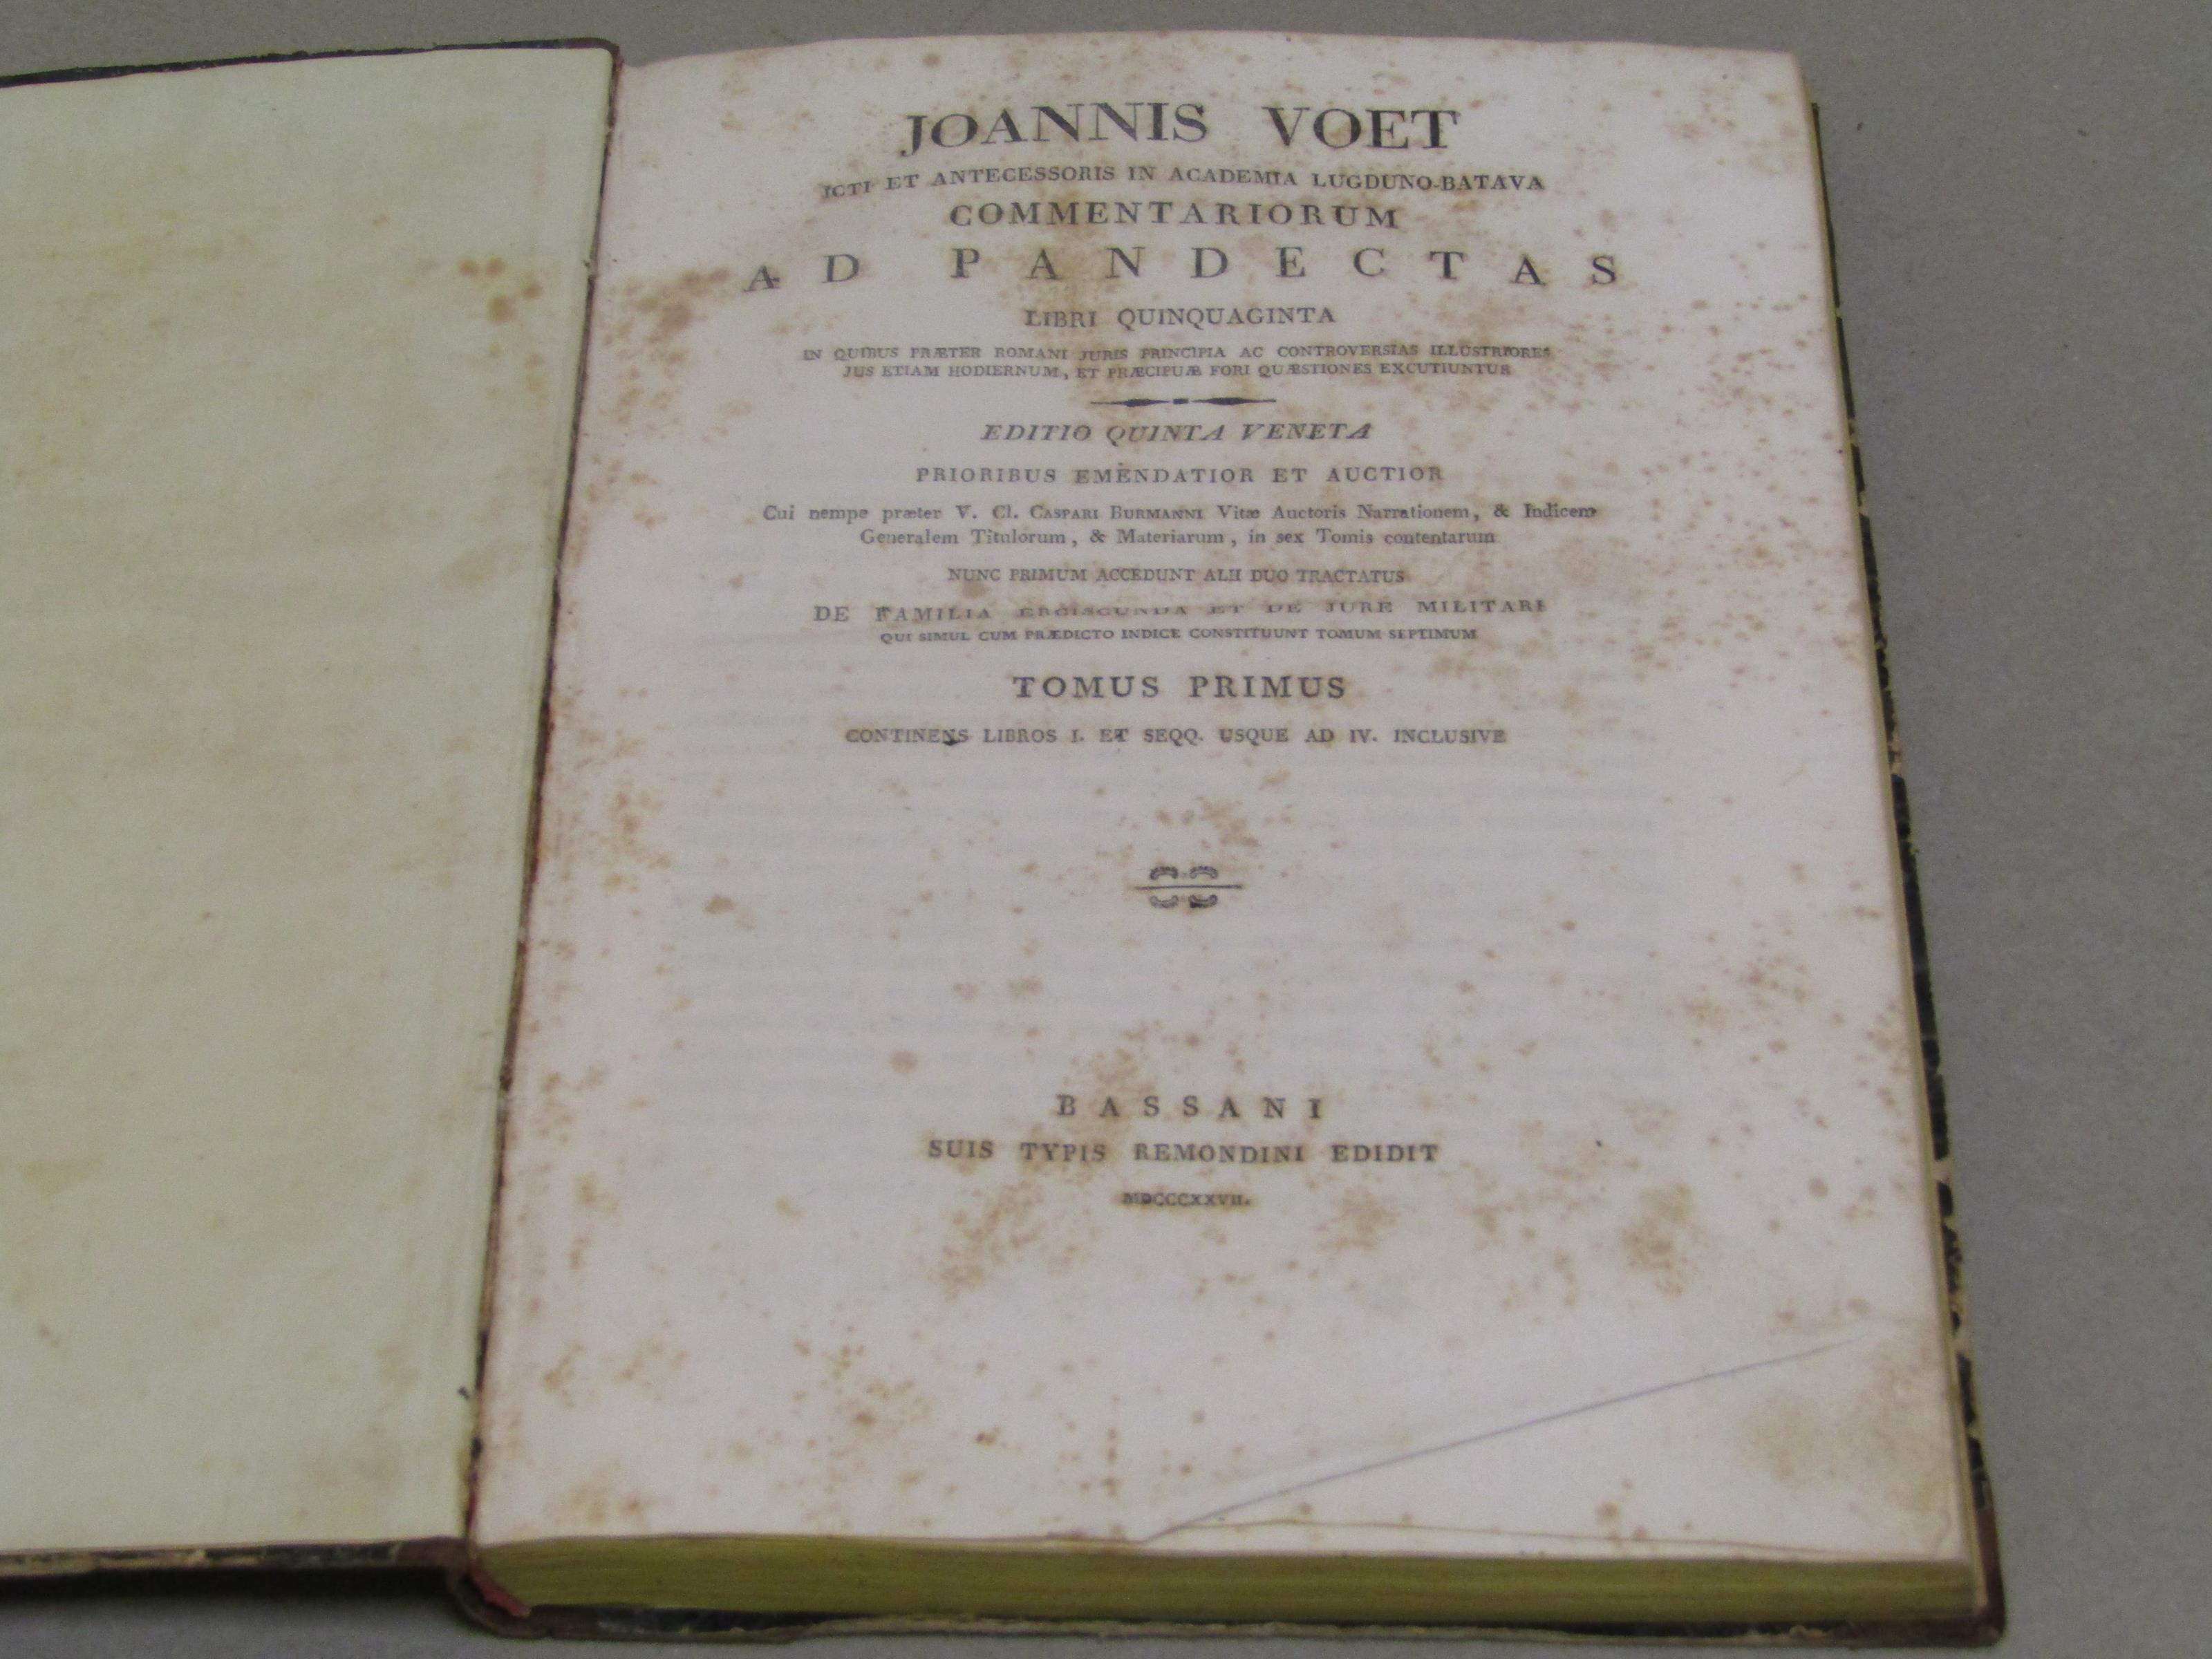 JOANNIS VOET
ICTI ET ANTECESSORIS IN ACADEMIA LUGDUNO-BATAVA
COMMENTARIORUM
AD PANDECTAS
LIBRI QUINQUAGINTA
IN QUIBUS PRÆTER ROMANI JURIS PRINCIPIA AC CONTROVERSIAS ILLUSTRIORES
JUS ETIAM HODIERNUM, ET PRÆCIPUÆ FORI QUÆSTIONES EXCUTIUNTUR
EDITIO QUINTA VENETA
PRIORIBUS EMENDATIOR ET AUCTIOR
Cui nempe præter V. Cl. CASPARI BURMANNI Vitæ Auctoris Narrationem, & Indicem
Generalem Titulorum, & Materiarum, in sex Tomis contentarum
NUNC PRIMUM ACCEDUNT ALII DUO TRACTATUS
DE FAMILIA ERCISCUNDA ET DE JURE MILITARI
QUI SIMUL CUM PRÆDICTO INDICE CONSTITUUNT TOMUM SEPTIMUM
TOMUS PRIMUS
CONTINENS LIBROS I. ET SEQQ. USQUE AD IV. INCLUSIVE
BASSANI
SUIS TYPIS REMONDINI EDIDIT
MDCCCXXVII.